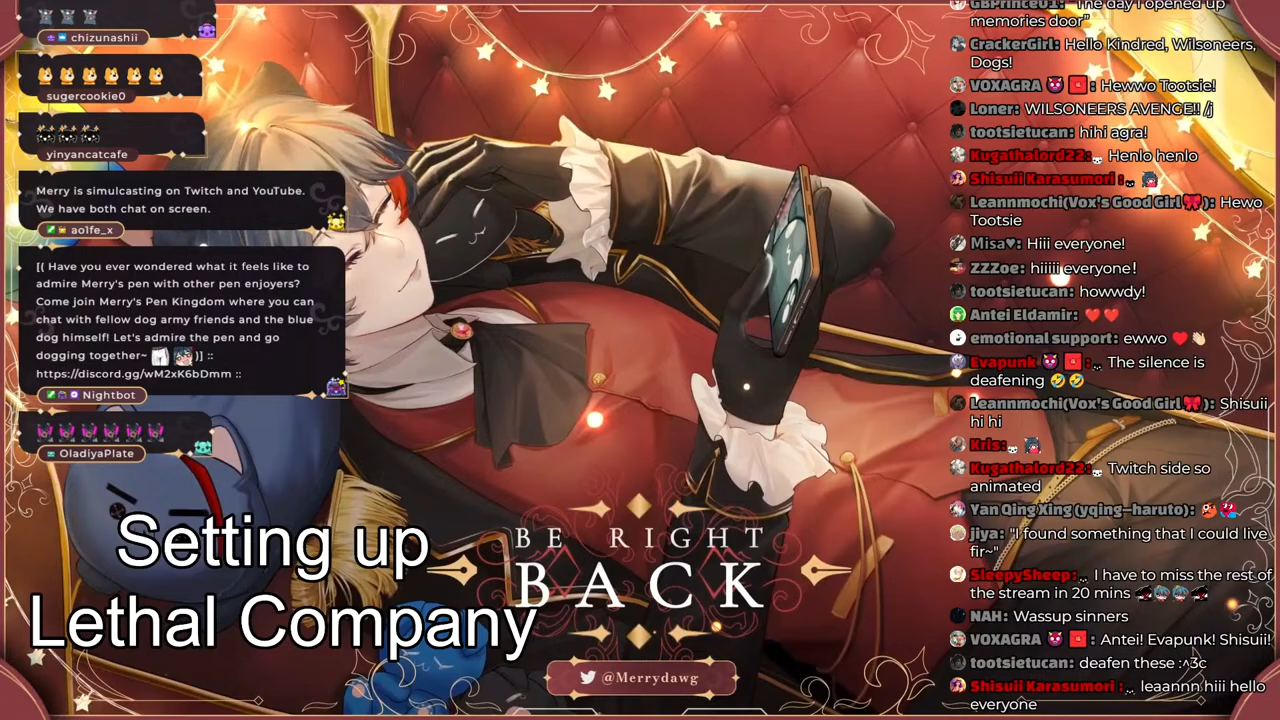 chizunashii
sugercookie0
yinyancatcafe
Merry is simulcasting on Twitch and YouTube.
We have both chat on screen.
ao1fe_x
[( Have you ever wondered what it feels like to
admire Merry's pen with other pen enjoyers?
Come join Merry's Pen Kingdom where you can
chat with fellow dog army friends and the blue
dog himself! Let's admire the pen and go
dogging together~ )] ::
https://discord.gg/wM2xK6bDmm ::
Nightbot
OladiyaPlate
Setting up
Lethal Company
BE RIGHT
BACK
@Merrydawg
GBPrince01: "The day I opened up
memories door"
CrackerGirl: Hello Kindred, Wilsoneers,
Dogs!
VOXAGRA 😈 : Hewwo Tootsie!
Loner: WILSONEERS AVENGE!! /j
tootsietucan: hihi agra!
Kugathalord22: Henlo henlo
Shisuii Karasumori :
Leannmochi(Vox's Good Girl 🎀): Hewo
Tootsie
Misa♥: Hiii everyone!
ZZZoe: hiiiii everyone!
tootsietucan: howwdy!
Antei Eldamir: ❤️ ❤️
emotional support: ewwo ❤️ 👋🏻
Evapunk 😈 : The silence is
deafening 🤣 🤣
Leannmochi(Vox's Good Girl 🎀): Shisuii
hi hi
Kris:
Kugathalord22: Twitch side so
animated
Yan Qing Xing (yqing—haruto):
jiya: "I found something that I could live
fir~"
SleepySheep: I have to miss the rest of
the stream in 20 mins
NAH: Wassup sinners
VOXAGRA 😈 : Antei! Evapunk! Shisuii!
tootsietucan: deafen these :^3c
Shisuii Karasumori : leaannn hiii hello
everyone